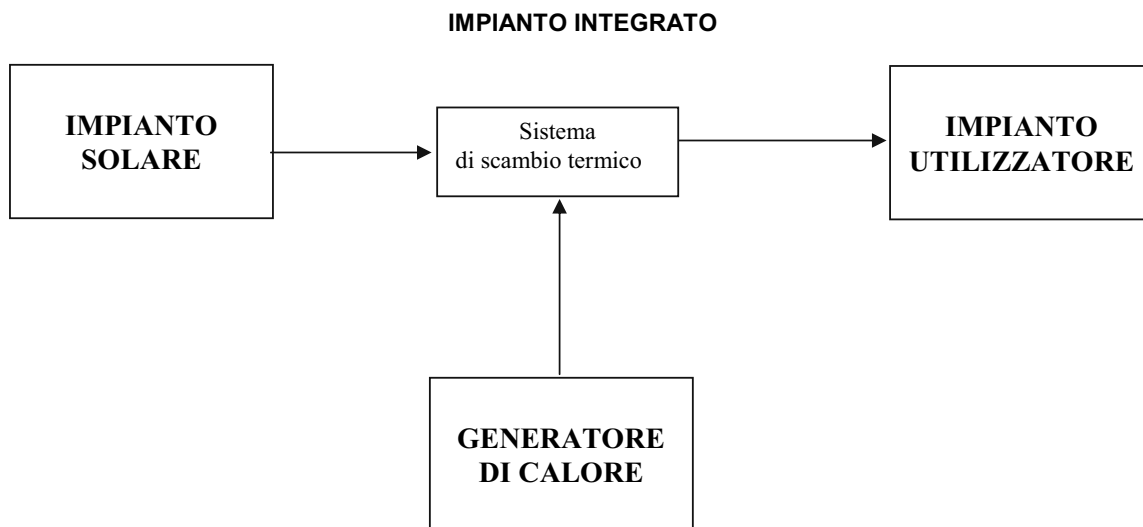 IMPIANTO INTEGRATO
IMPIANTO
SOLARE
Sistema
di scambio termico
IMPIANTO
UTILIZZATORE
GENERATORE
DI CALORE